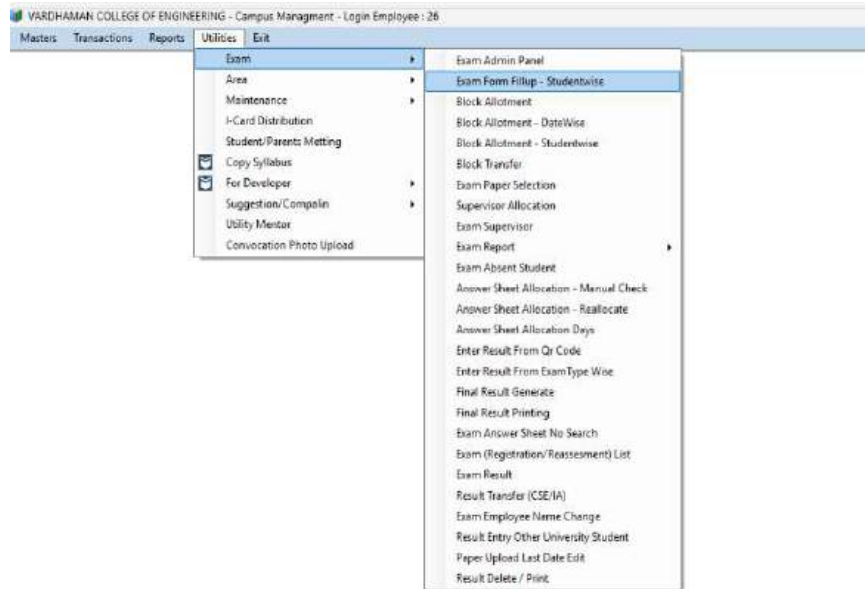 VARDHAMAN COLLEGE OF ENGINEERING - Campus Managment - Login Employee : 26
Masters Transactions Reports Utilities Exit
Exam
Area
Maintenance
I-Card Distribution
Student/Parents Metting
Copy Syllabus
For Developer
Suggestion/Compalin
Utility Mentor
Convocation Photo Upload
Exam Admin Panel
Exam Form Fillup - Studentwise
Block Allotment
Block Allotment - DateWise
Block Allotment - Studentwise
Block Transfer
Exam Paper Selection
Supervisor Allocation
Exam Supervisor
Exam Report
Exam Absent Student
Answer Sheet Allocation - Manual Check
Answer Sheet Allocation - Reallocate
Answer Sheet Allocation Days
Enter Result From Qr Code
Enter Result From ExamType Wise
Final Result Generate
Final Result Printing
Exam Answer Sheet No Search
Exam (Registration/Reassesment) List
Exam Result
Result Transfer (CSE/IA)
Exam Employee Name Change
Result Entry Other University Student
Paper Upload Last Date Edit
Result Delete / Print